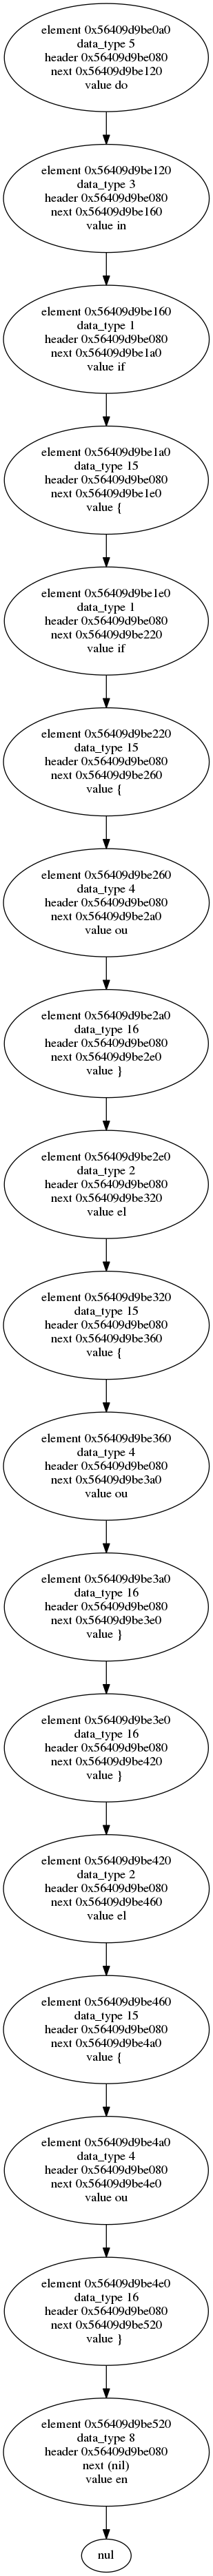 element 0x56409d9be0a0
data_type 5
header 0x56409d9be080
next 0x56409d9be120
value do
element 0x56409d9be120
data_type 3
header 0x56409d9be080
next 0x56409d9be160
value in
element 0x56409d9be160
data_type 1
header 0x56409d9be080
next 0x56409d9be1a0
value if
element 0x56409d9be1a0
data_type 15
header 0x56409d9be080
next 0x56409d9be1e0
value {
element 0x56409d9be1e0
data_type 1
header 0x56409d9be080
next 0x56409d9be220
value if
element 0x56409d9be220
data_type 15
header 0x56409d9be080
next 0x56409d9be260
value {
element 0x56409d9be260
data_type 4
header 0x56409d9be080
next 0x56409d9be2a0
value ou
element 0x56409d9be2a0
data_type 16
header 0x56409d9be080
next 0x56409d9be2e0
value }
element 0x56409d9be2e0
data_type 2
header 0x56409d9be080
next 0x56409d9be320
value el
element 0x56409d9be320
data_type 15
header 0x56409d9be080
next 0x56409d9be360
value {
element 0x56409d9be360
data_type 4
header 0x56409d9be080
next 0x56409d9be3a0
value ou
element 0x56409d9be3a0
data_type 16
header 0x56409d9be080
next 0x56409d9be3e0
value }
element 0x56409d9be3e0
data_type 16
header 0x56409d9be080
next 0x56409d9be420
value }
element 0x56409d9be420
data_type 2
header 0x56409d9be080
next 0x56409d9be460
value el
element 0x56409d9be460
data_type 15
header 0x56409d9be080
next 0x56409d9be4a0
value {
element 0x56409d9be4a0
data_type 4
header 0x56409d9be080
next 0x56409d9be4e0
value ou
element 0x56409d9be4e0
data_type 16
header 0x56409d9be080
next 0x56409d9be520
value }
element 0x56409d9be520
data_type 8
header 0x56409d9be080
next (nil)
value en
nul